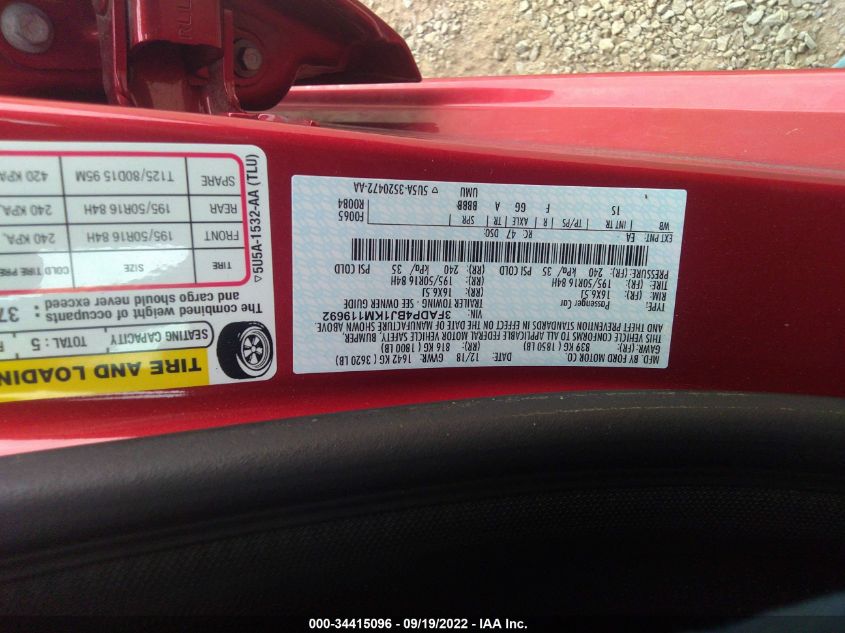 MFD. BY FORD MOTOR CO.
DATE: 12/18 GVWR: 1642 KG ( 3620 LB)
GAWR: (FR): 839 KG ( 1850 LB) (RR): 816 KG ( 1800 LB)
THIS VEHICLE CONFORMS TO ALL APPLICABLE FEDERAL MOTOR VEHICLE SAFETY, BUMPER,
AND THEFT PREVENTION STANDARDS IN EFFECT ON THE DATE OF MANUFACTURE SHOWN ABOVE
VIN: 3FADP4BJ1KM119692
TYPE: Passenger Car TRAILER TOWING - SEE OWNER GUIDE
RIM: 16X6.5J (RR): 16X6.5J
TIRE: (FR): 195/50R16 84H (RR): 195/50R16 84H
PRESSURE: (FR): 240 kPa/ 35 PSI COLD (RR): 240 kPa/ 35 PSI COLD
EXT PNT: EA RC: 47 DSO: F0065
WB INT TR TP/PS R AXLE TR SPR R0084
15 F GG A BBBB UMU
▽ 5U5A-3520472-AA
TIRE AND LOADIN
SEATING CAPACITY TOTAL : 5
The combined weight of occupants
and cargo should never exceed : 37
TIRE SIZE COLD TIRE PRE
FRONT 195/50R16 84H 240 KPA,
REAR 195/50R16 84H 240 KPA
SPARE T125/80D15 95M 420 KPA
▽5U5A-1532-AA (TLU)
000-34415096 - 09/19/2022 - IAA Inc.